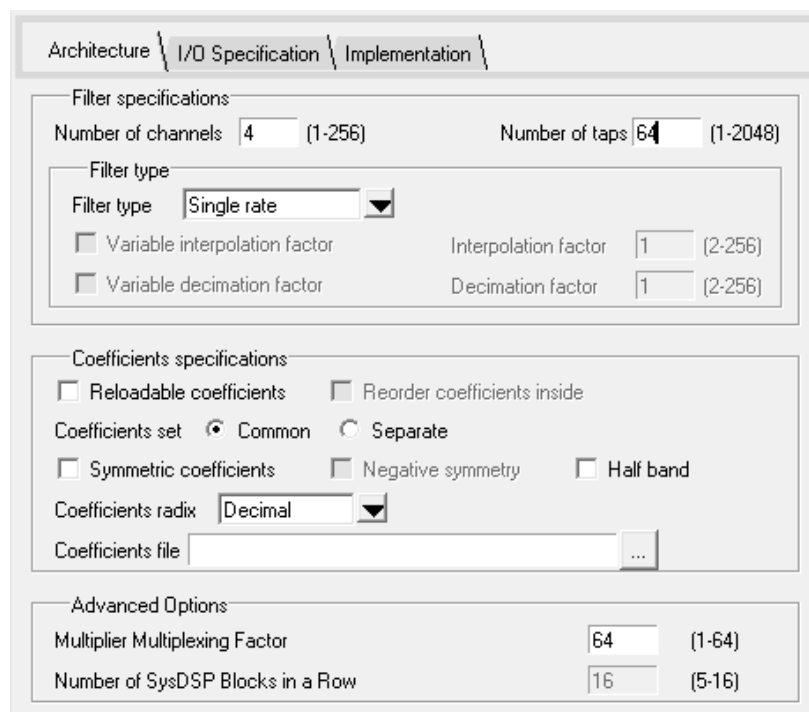 Architecture I/O Specification Implementation
Filter specifications
Number of channels 4 (1-256) Number of taps 64 (1-2048)
Filter type
Filter type Single rate
Variable interpolation factor Interpolation factor 1 (2-256)
Variable decimation factor Decimation factor 1 (2-256)
Coefficients specifications
Reloadable coefficients Reorder coefficients inside
Coefficients set Common Separate
Symmetric coefficients Negative symmetry Half band
Coefficients radix Decimal
Coefficients file ...
Advanced Options
Multiplier Multiplexing Factor 64 (1-64)
Number of SysDSP Blocks in a Row 16 (5-16)